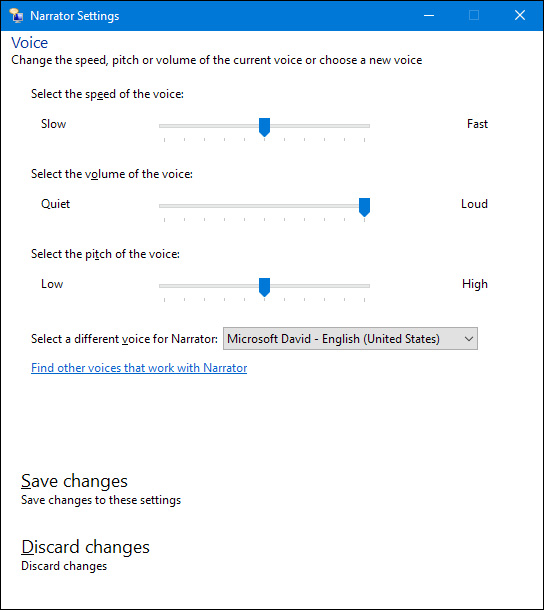 Narrator Settings
Voice
Change the speed, pitch or volume of the current voice or choose a new voice
Select the speed of the voice:
Slow Fast
Select the volume of the voice:
Quiet Loud
Select the pitch of the voice:
Low High
Select a different voice for Narrator: Microsoft David - English (United States)
Find other voices that work with Narrator
Save changes
Save changes to these settings
Discard changes
Discard changes